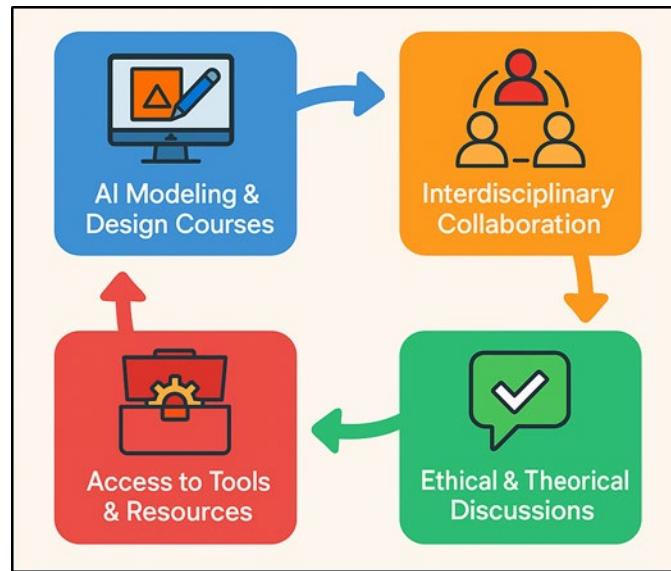 AI Modeling &
Design Courses
Interdisciplinary
Collaboration
Access to Tools
& Resources
Ethical & Theorical
Discussions